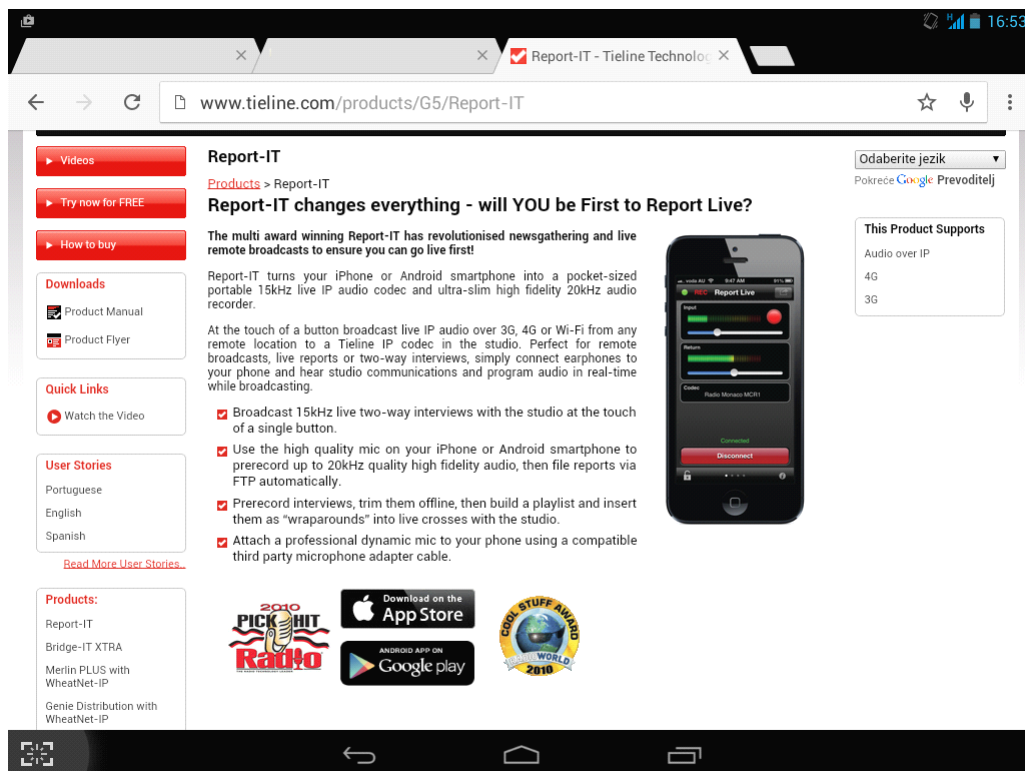 H
16:53
Report-IT - Tieline Technolog
www.tieline.com/products/G5/Report-IT
Videos
Try now for FREE
How to buy
Downloads
Product Manual
Product Flyer
Quick Links
Watch the Video
User Stories
Portuguese
English
Spanish
Read More User Stories..
Products:
Report-IT
Bridge-IT XTRA
Merlin PLUS with
WheatNet-IP
Genie Distribution with
WheatNet-IP
Report-IT
Products > Report-IT
Report-IT changes everything - will YOU be First to Report Live?
The multi award winning Report-IT has revolutionised newsgathering and live
remote broadcasts to ensure you can go live first!
Report-IT turns your iPhone or Android smartphone into a pocket-sized
portable 15kHz live IP audio codec and ultra-slim high fidelity 20kHz audio
recorder.
At the touch of a button broadcast live IP audio over 3G, 4G or Wi-Fi from any
remote location to a Tieline IP codec in the studio. Perfect for remote
broadcasts, live reports or two-way interviews, simply connect earphones to
your phone and hear studio communications and program audio in real-time
while broadcasting.
Broadcast 15kHz live two-way interviews with the studio at the touch
of a single button.
Use the high quality mic on your iPhone or Android smartphone to
prerecord up to 20kHz quality high fidelity audio, then file reports via
FTP automatically.
Prerecord interviews, trim them offline, then build a playlist and insert
them as “wraparounds” into live crosses with the studio.
Attach a professional dynamic mic to your phone using a compatible
third party microphone adapter cable.
2010
PICK HIT
Radio
Download on the
App Store
ANDROID APP ON
Google play
COOL STUFF AWARD
WORLD
2010
voda AU 9:47 AM 91%
REC Report Live
Input
Return
Codec
Radio Monaco MCR1
Connected
Disconnect
Odaberite jezik
Pokreće Google Prevoditelj
This Product Supports
Audio over IP
4G
3G